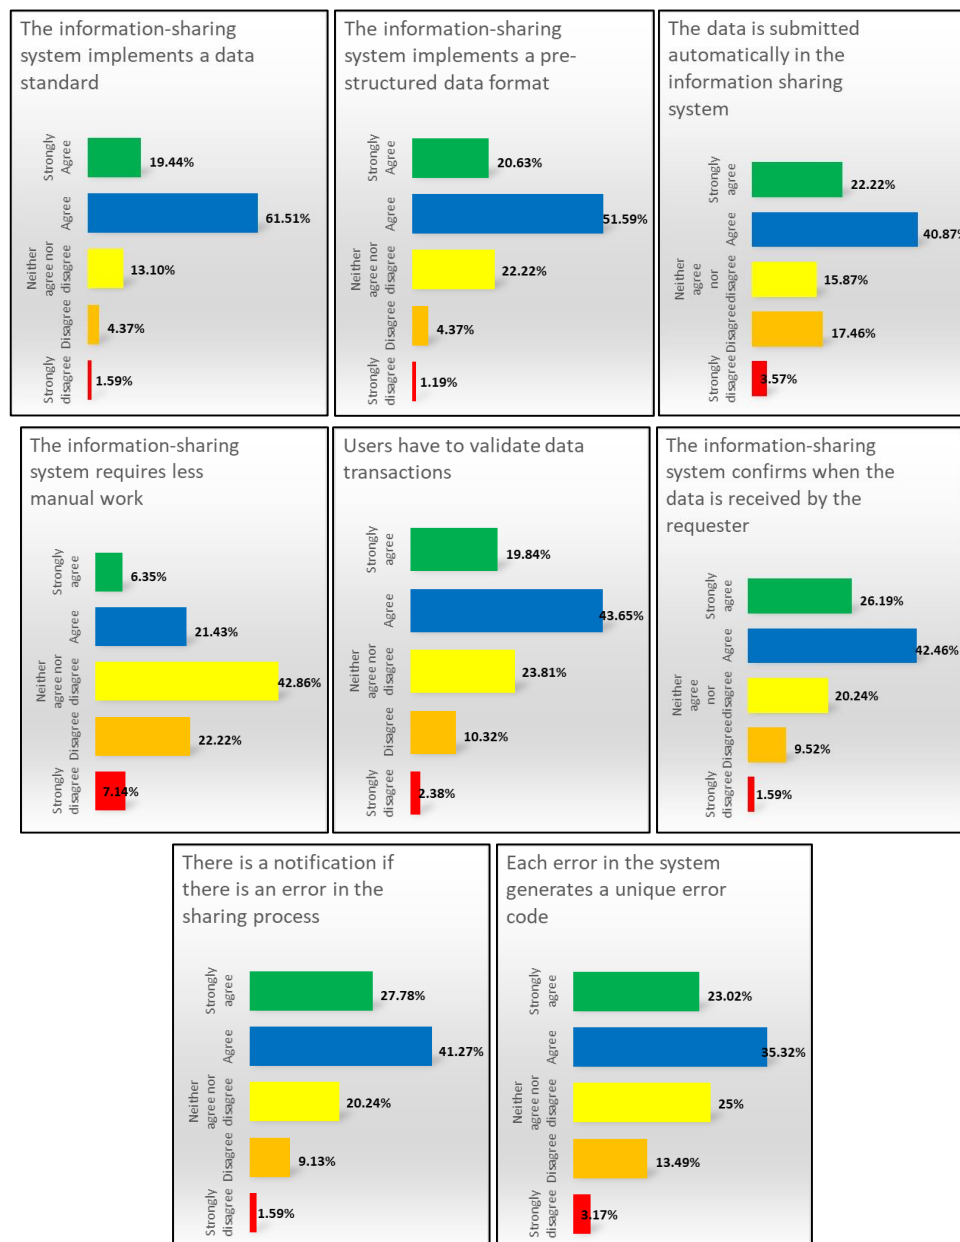 The information-sharing
system implements a data
standard
Strongly
Agree
19.44%
Agree
61.51%
Neither
agree nor
disagree
13.10%
Disagree
4.37%
Strongly
disagree
1.59%
The information-sharing
system implements a pre-
structured data format
Strongly
Agree
20.63%
Agree
51.59%
Neither
agree nor
disagree
22.22%
Disagree
4.37%
Strongly
disagree
1.19%
The data is submitted
automatically in the
information sharing
system
Strongly
agree
22.22%
Agree
40.87%
Neither
agree
nor
disagree
15.87%
Disagree
17.46%
Strongly
disagree
3.57%
The information-sharing
system requires less
manual work
Strongly
agree
6.35%
Agree
21.43%
Neither
agree nor
disagree
42.86%
Disagree
22.22%
Strongly
disagree
7.14%
Users have to validate data
transactions
Strongly
agree
19.84%
Agree
43.65%
Neither
agree nor
disagree
23.81%
Disagree
10.32%
Strongly
disagree
2.38%
The information-sharing
system confirms when the
data is received by the
requester
Strongly
agree
26.19%
Agree
42.46%
Neither
agree
nor
disagree
20.24%
Disagree
9.52%
Strongly
disagree
1.59%
There is a notification if
there is an error in the
sharing process
Strongly
agree
27.78%
Agree
41.27%
Neither
agree nor
disagree
20.24%
Disagree
9.13%
Strongly
disagree
1.59%
Each error in the system
generates a unique error
code
Strongly
agree
23.02%
Agree
35.32%
Neither
agree nor
disagree
25%
Disagree
13.49%
Strongly
disagree
3.17%